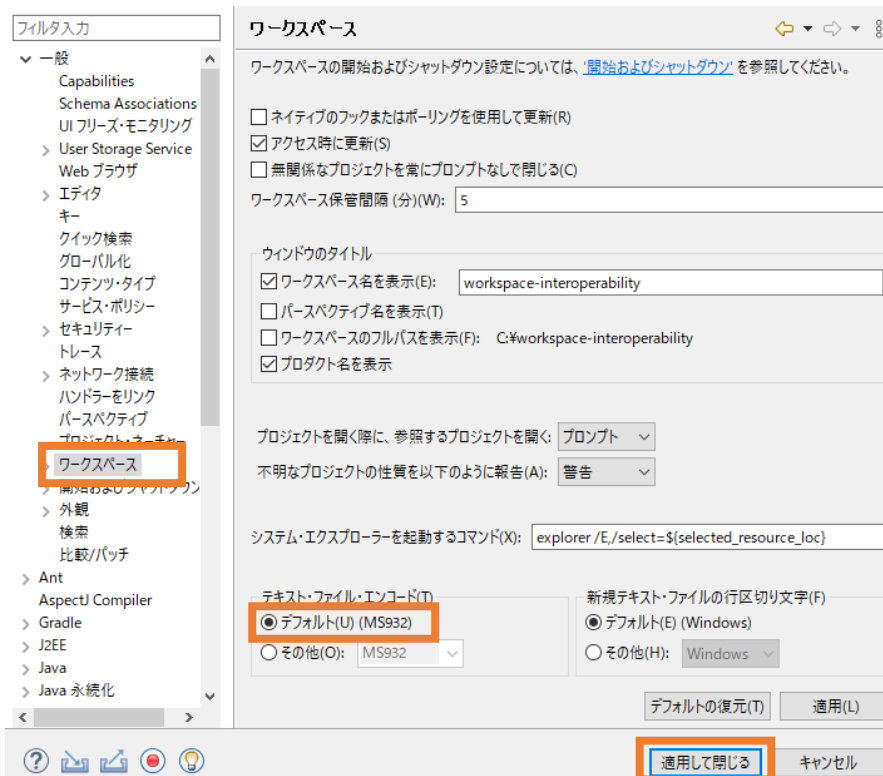 フィルタ入力
一般
Capabilities
Schema Associations
UI フリーズ・モニタリング
User Storage Service
Web ブラウザ
エディタ
キー
クイック検索
グローバル化
コンテンツ・タイプ
サービス・ポリシー
セキュリティー
トレース
ネットワーク接続
ハンドラーをリンク
パースペクティブ
プロジェクト・ネーチャー
ワークスペース
開始およびシャットダウン
外観
検索
比較/パッチ
Ant
AspectJ Compiler
Gradle
J2EE
Java
Java 永続化
ワークスペース
ワークスペースの開始およびシャットダウン設定については、'開始およびシャットダウン' を参照してください。
ネイティブのフックまたはポーリングを使用して更新(R)
アクセス時に更新(S)
無関係なプロジェクトを常にプロンプトなしで閉じる(C)
ワークスペース保管間隔 (分)(W): 5
ウィンドウのタイトル
ワークスペース名を表示(E): workspace-interoperability
パースペクティブ名を表示(T)
ワークスペースのフルパスを表示(F): C:¥workspace-interoperability
プロダクト名を表示
プロジェクトを開く際に、参照するプロジェクトを開く: プロンプト
不明なプロジェクトの性質を以下のように報告(A): 警告
システム・エクスプローラーを起動するコマンド(X): explorer /E,/select=${selected_resource_loc}
テキスト・ファイル・エンコード(T)
デフォルト(U) (MS932)
その他(O): MS932
新規テキスト・ファイルの行区切り文字(F)
デフォルト(E) (Windows)
その他(H): Windows
デフォルトの復元(T) 適用(L)
適用して閉じる キャンセル